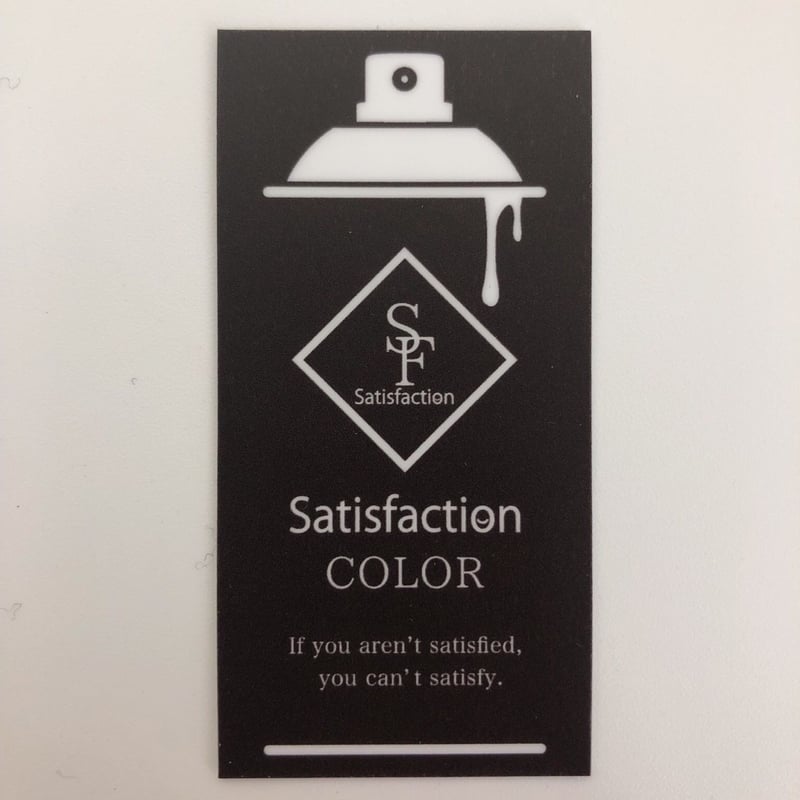 SF
Satisfaction
Satisfaction
COLOR
If you aren't satisfied,
you can't satisfy.